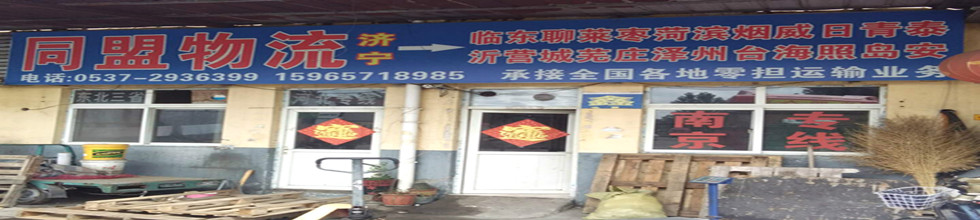 同盟物流
济宁
临东聊莱枣菏滨烟威日青泰
沂营城芜庄泽州台海照岛安
电话:0537-2936399 15965718985
承接全国各地零担运输业务
东北三省
南京
专线